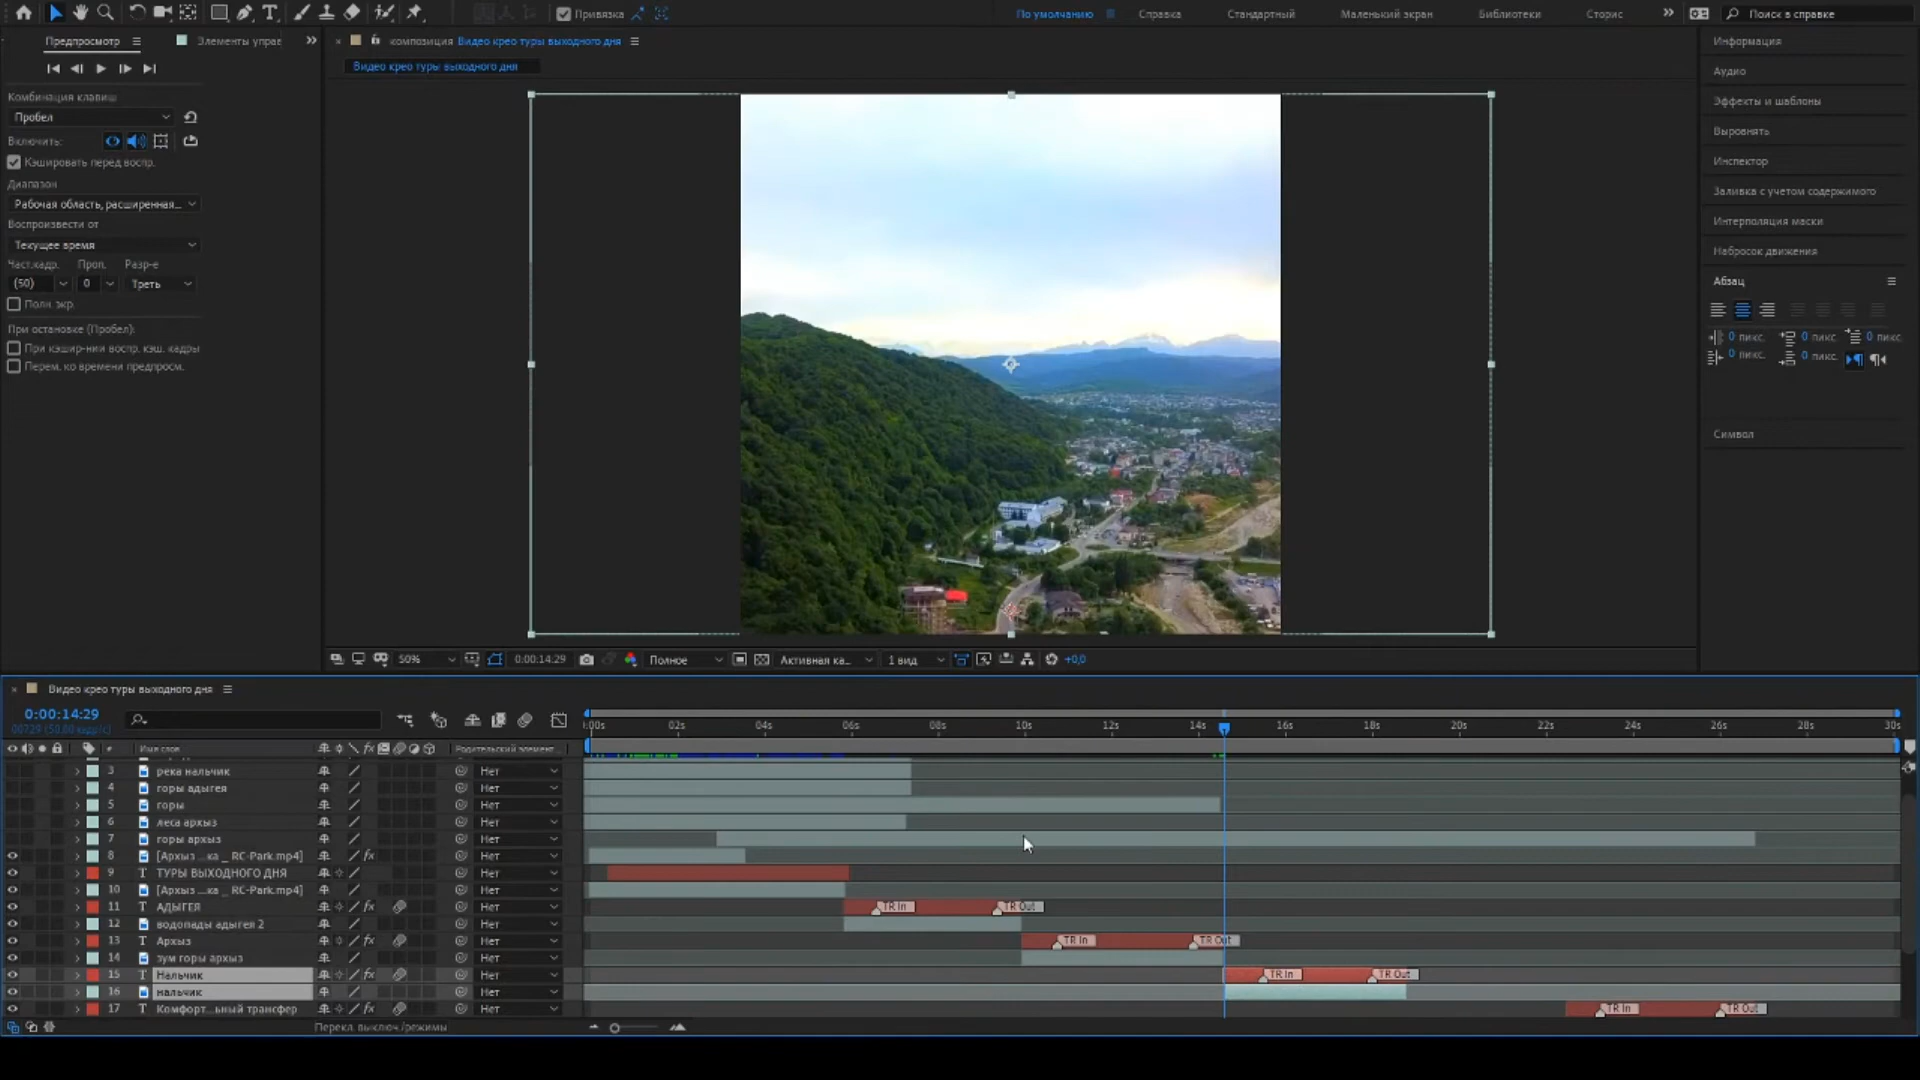 Привязка
По умолчанию
Справка
Стандартный
Маленький экран
Библиотеки
Сторис
Поиск в справке
Предпросмотр
Элементы управ
композиция Видео крео туры выходного дня
Видео крео туры выходного дня
Комбинация клавиш
Пробел
Включить:
Кэшировать перед воспр.
Диапазон
Рабочая область, расширенная...
Воспроизвести от
Текущее время
Част.кадр. Проп. Разр-е
(50) 0 Треть
Полн. экр.
При остановке (Пробел):
При кэшир-нии воспр. кэш. кадры
Перем. ко времени предпросм.
Информация
Аудио
Эффекты и шаблоны
Выровнять
Инспектор
Заливка с учетом содержимого
Интерполяция маски
Набросок движения
Абзац
0 пикс. 0 пикс. 0 пикс.
0 пикс. 0 пикс.
Символ
50% 0:00:14:29 Полное Активная ка... 1 вид +0,0
Видео крео туры выходного дня
0:00:14:29
00729 (50.00 кадр/с)
:00s 02s 04s 06s 08s 10s 12s 14s 16s 18s 20s 22s 24s 26s 28s 30s
# Имя слоя fx Родительский элемент...
3 река нальчик Нет
4 горы адыгея Нет
5 горы Нет
6 леса архыз Нет
7 горы архыз Нет
8 [Архыз ...ка _ RC-Park.mp4] fx Нет
9 T ТУРЫ ВЫХОДНОГО ДНЯ Нет
10 [Архыз ...ка _ RC-Park.mp4] Нет
11 T АДЫГЕЯ fx Нет TR In TR Out
12 водопады адыгея 2 Нет
13 T Архыз fx Нет TR In TR Out
14 зум горы архыз Нет
15 T Нальчик fx Нет TR In TR Out
16 нальчик Нет
17 T Комфорт...ьный трансфер fx Нет TR In TR Out
Перекл. выключ./режимы